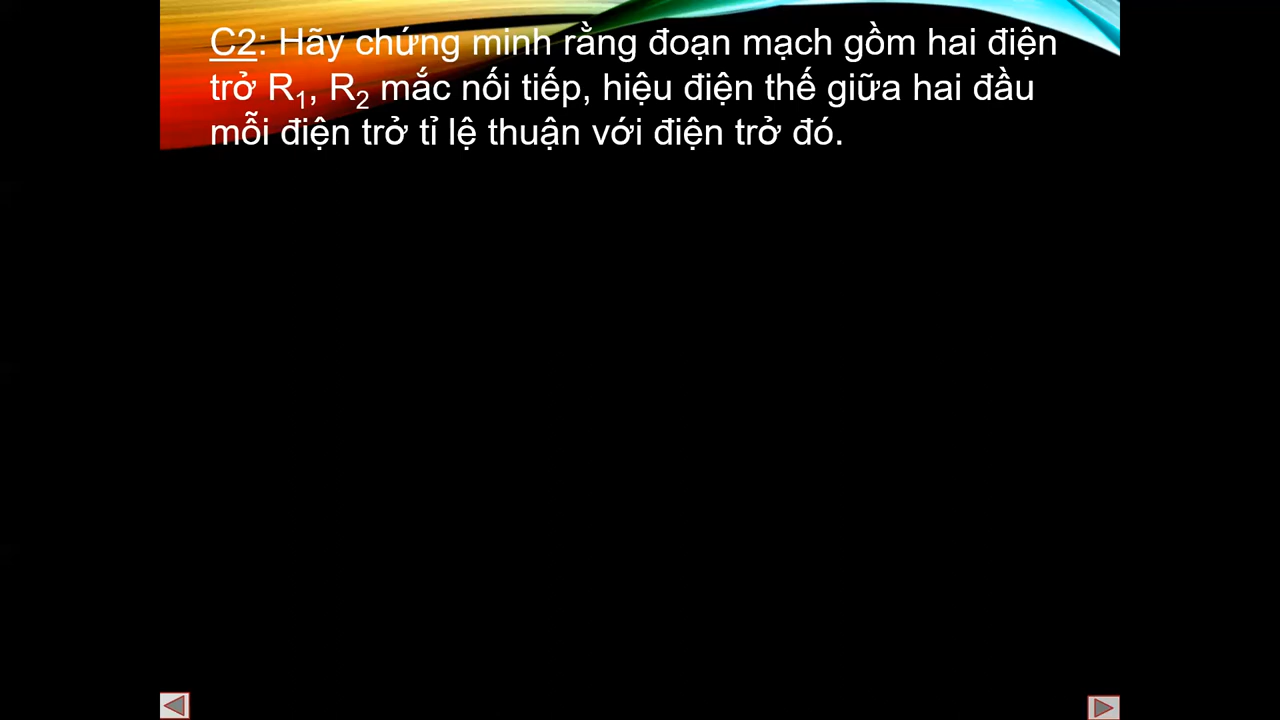 C2: Hãy chứng minh rằng đoạn mạch gồm hai điện
trở R₁, R₂ mắc nối tiếp, hiệu điện thế giữa hai đầu
mỗi điện trở tỉ lệ thuận với điện trở đó.